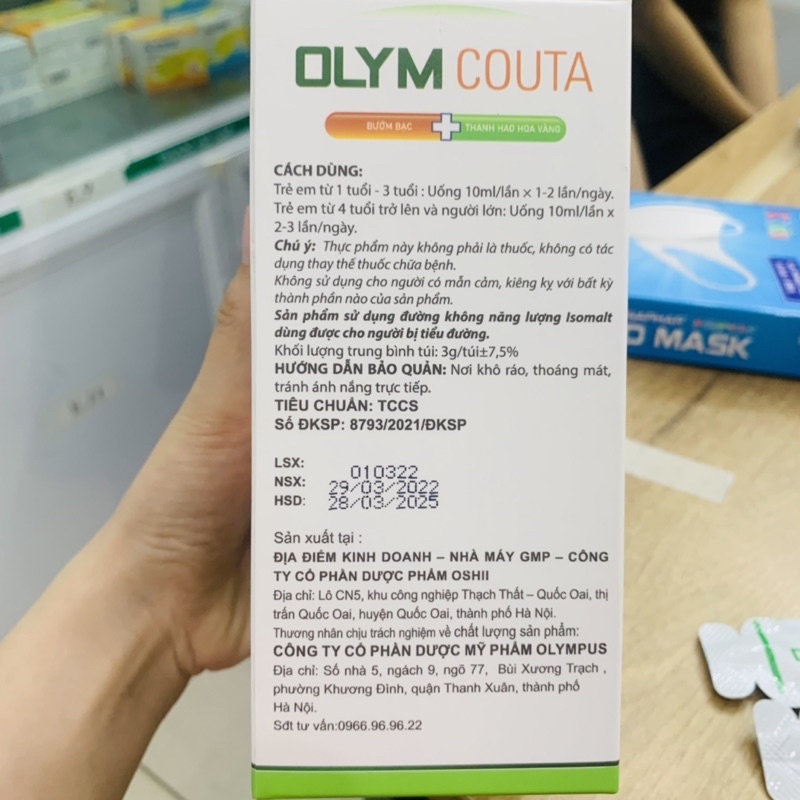 OLYM COUTA
BƯỚM BẠC
THANH HAO HOA VÀNG
CÁCH DÙNG:
Trẻ em từ 1 tuổi - 3 tuổi : Uống 10ml/lần × 1-2 lần/ngày.
Trẻ em từ 4 tuổi trở lên và người lớn: Uống 10ml/lần x
2-3 lần/ngày.
Chú ý: Thực phẩm này không phải là thuốc, không có tác
dụng thay thế thuốc chữa bệnh.
Không sử dụng cho người có mẫn cảm, kiêng kỵ với bất kỳ
thành phần nào của sản phẩm.
Sản phẩm sử dụng đường không năng lượng Isomalt
dùng được cho người bị tiểu đường.
Khối lượng trung bình túi: 3g/túi±7,5%
HƯỚNG DẪN BẢO QUẢN: Nơi khô ráo, thoáng mát,
tránh ánh nắng trực tiếp.
TIÊU CHUẨN: TCCS
Số ĐKSP: 8793/2021/ĐKSP
LSX: 010322
NSX: 29/03/2022
HSD: 28/03/2025
Sản xuất tại :
ĐỊA ĐIỂM KINH DOANH – NHÀ MÁY GMP – CÔNG
TY CỔ PHẦN DƯỢC PHẨM OSHII
Địa chỉ: Lô CN5, khu công nghiệp Thạch Thất – Quốc Oai, thị
trấn Quốc Oai, huyện Quốc Oai, thành phố Hà Nội.
Thương nhân chịu trách nghiệm về chất lượng sản phẩm:
CÔNG TY CỔ PHẦN DƯỢC MỸ PHẨM OLYMPUS
Địa chỉ: Số nhà 5, ngách 9, ngõ 77, Bùi Xương Trạch ,
phường Khương Đình, quận Thanh Xuân, thành phố
Hà Nội.
Sđt tư vấn:0966.96.96.22
MASK